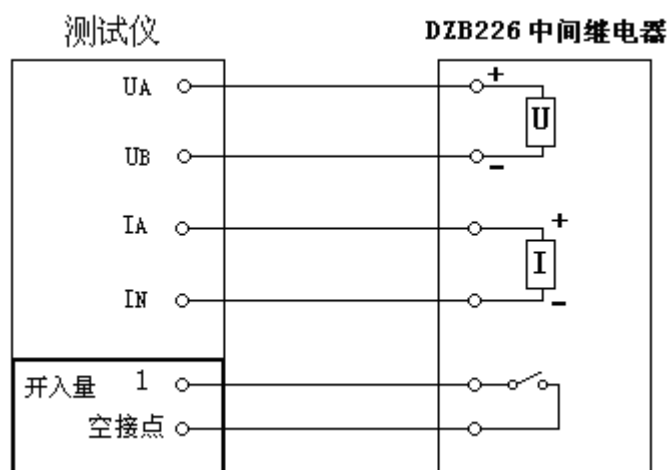 测试仪 DZB226 中间继电器
UA +
U
UB -
IA +
I
IN -
开入量 1
空接点